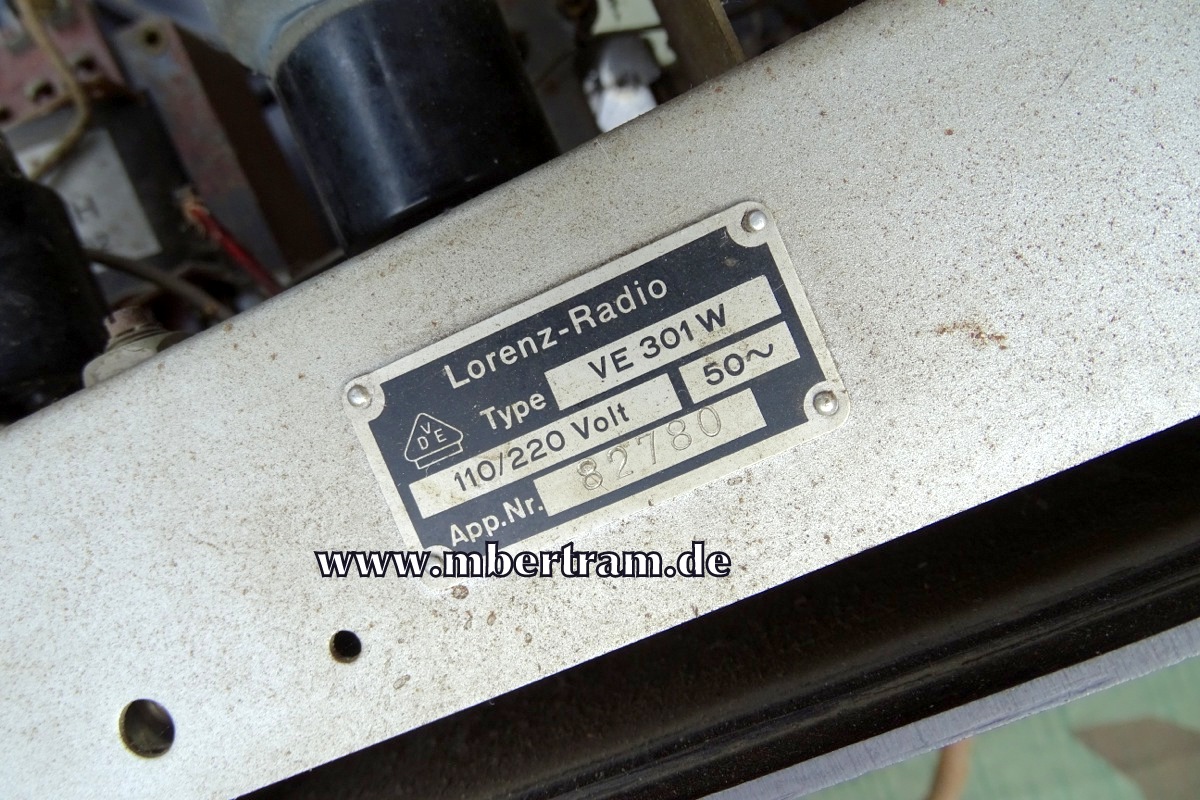 Lorenz-Radio
Type VE 301 W
VDE 110/220 Volt 50~
App.Nr. 82780
www.mbertram.de
H